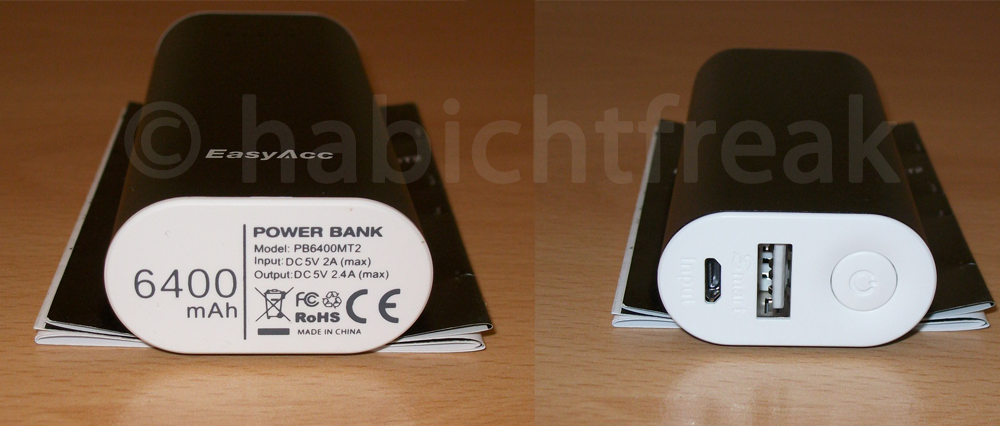 © habichtfreak
EasyAcc
6400
mAh
POWER BANK
Model: PB6400MT2
Input: DC 5V 2A (max)
Output: DC 5V 2.4A (max)
FC
RoHS
CE
MADE IN CHINA
Input
Smart